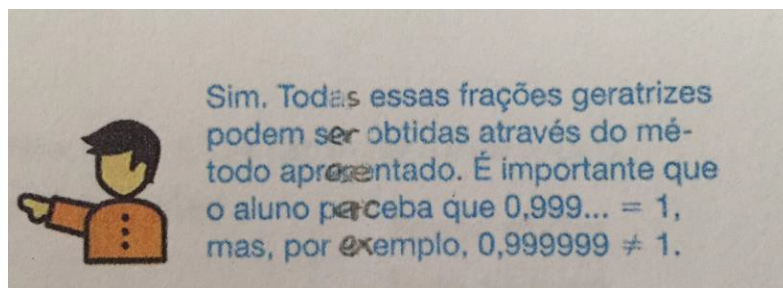 Sim. Todas essas frações geratrizes
podem ser obtidas através do mé-
todo apresentado. É importante que
o aluno perceba que 0,999... = 1,
mas, por exemplo, 0,999999 ≠ 1.